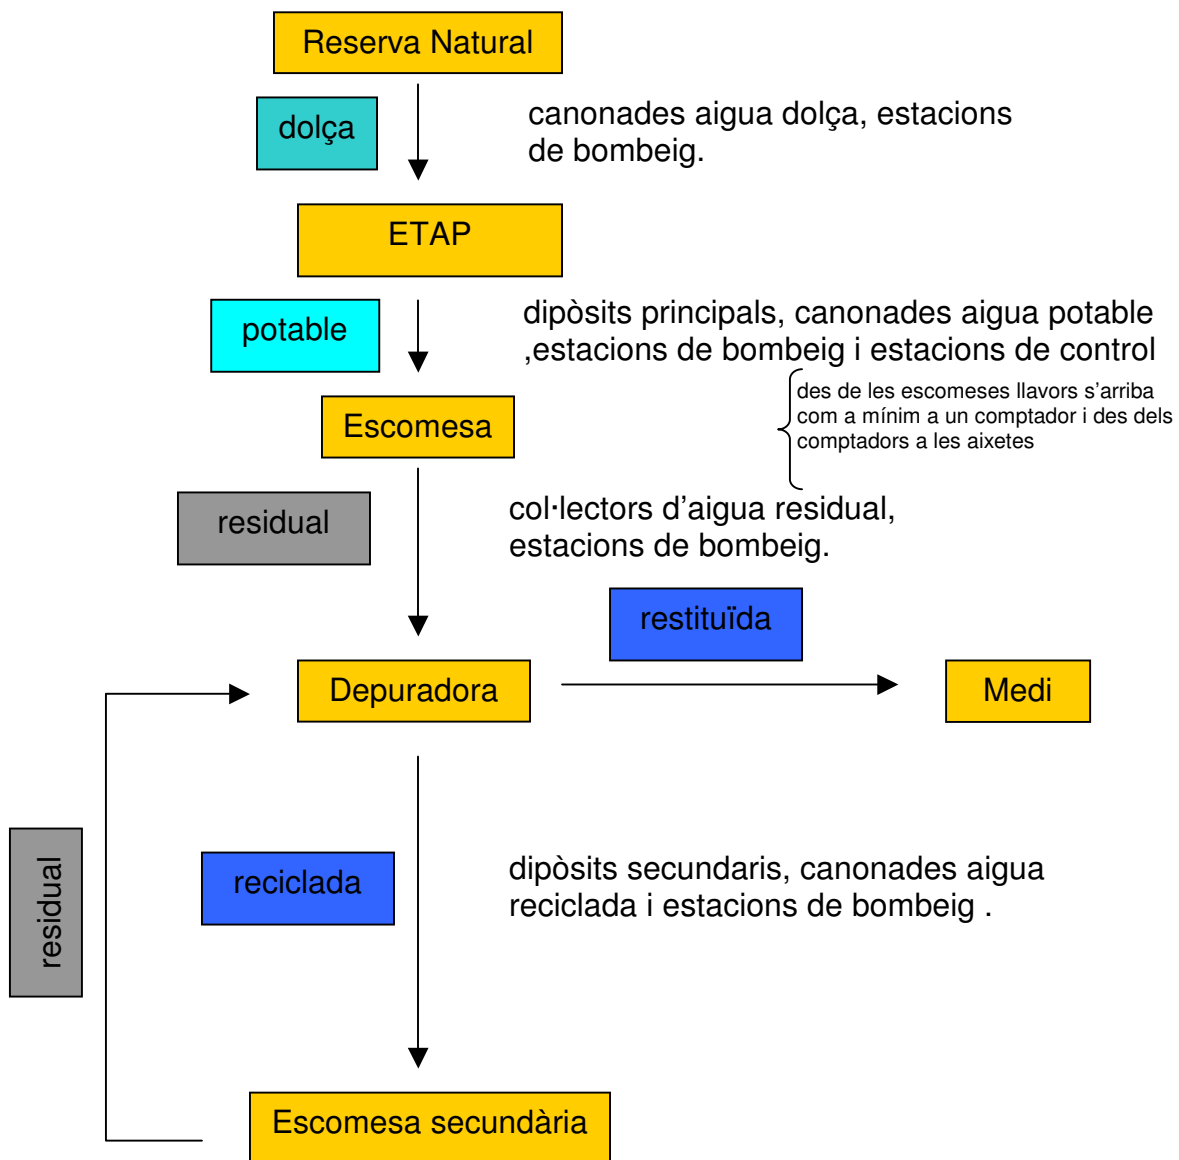 Reserva Natural
dolça
canonades aigua dolça, estacions
de bombeig.
ETAP
potable
dipòsits principals, canonades aigua potable
,estacions de bombeig i estacions de control
des de les escomeses llavors s’arriba
com a mínim a un comptador i des dels
comptadors a les aixetes
Escomesa
residual
col·lectors d’aigua residual,
estacions de bombeig.
restituïda
Depuradora
Medi
residual
reciclada
dipòsits secundaris, canonades aigua
reciclada i estacions de bombeig .
Escomesa secundària